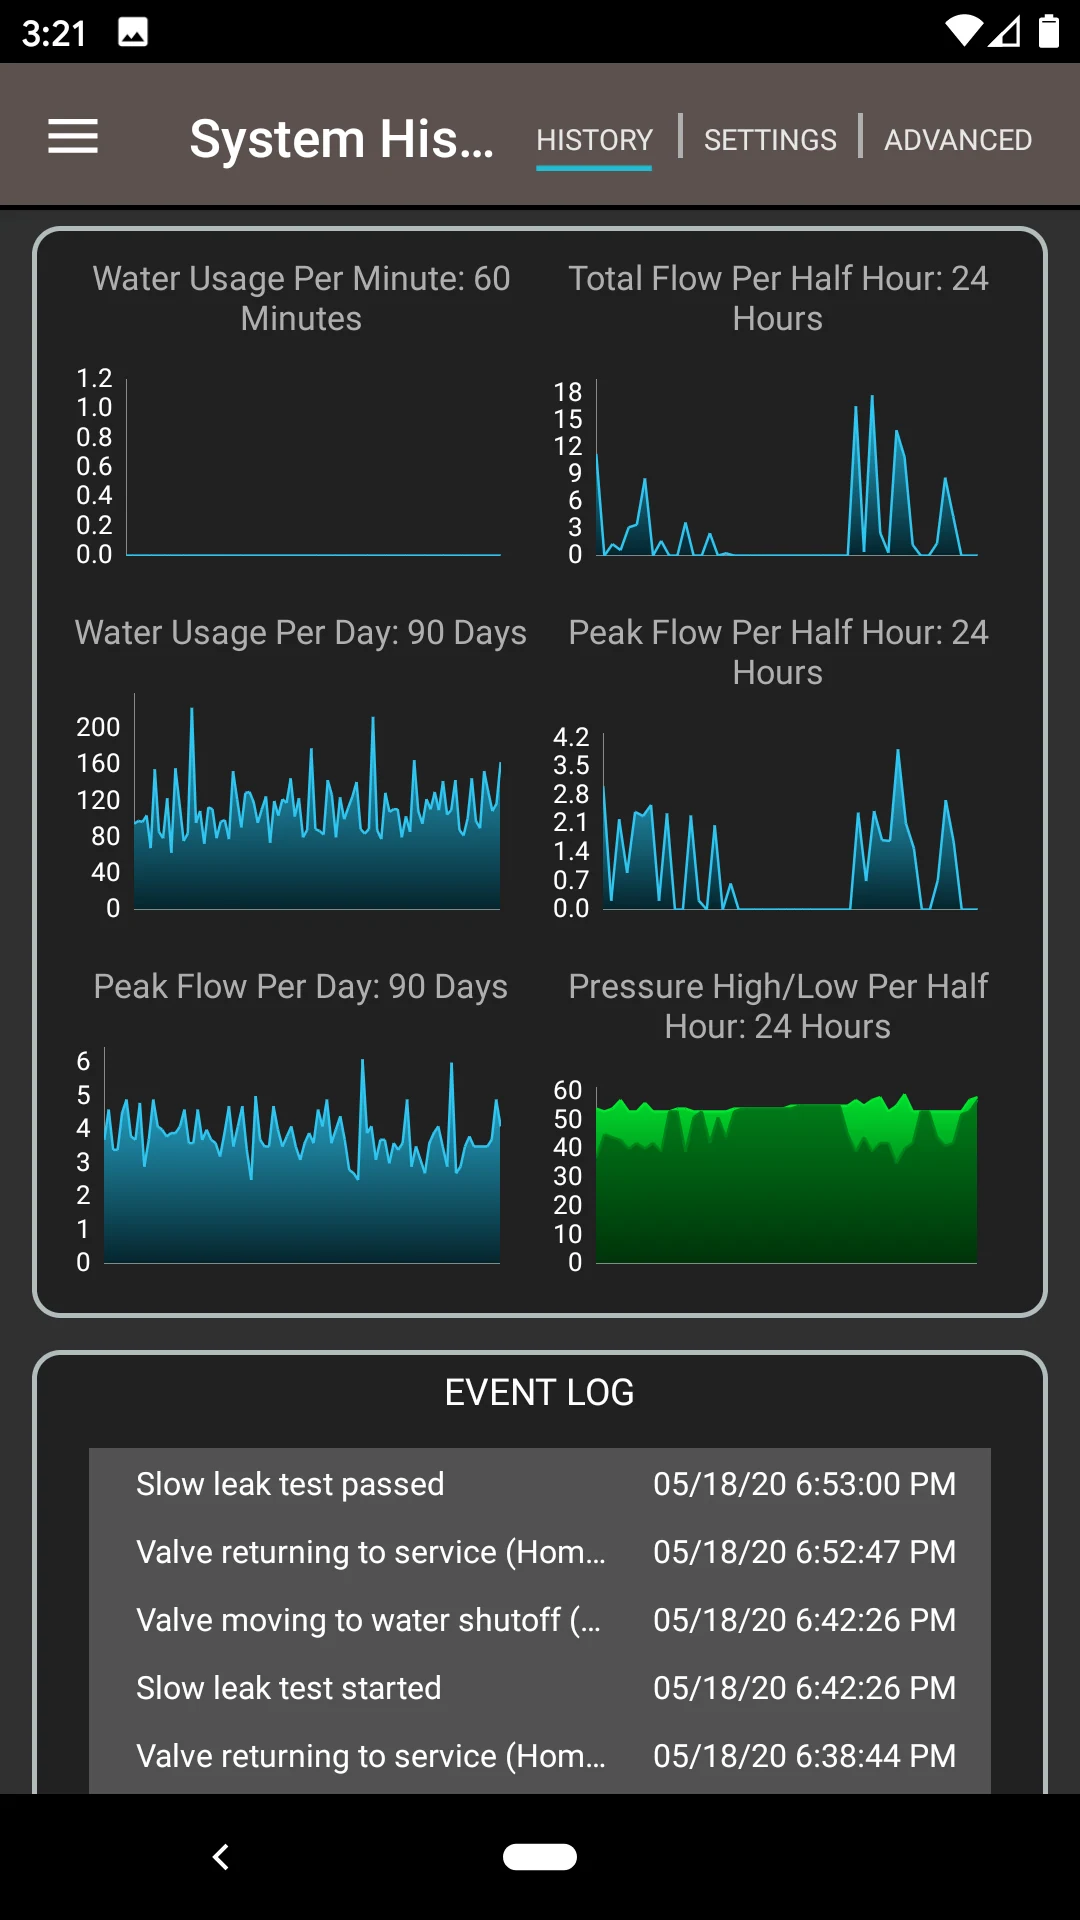 3:21
System His... HISTORY SETTINGS ADVANCED
Water Usage Per Minute: 60
Minutes
1.2
1.0
0.8
0.6
0.4
0.2
0.0
Total Flow Per Half Hour: 24
Hours
18
15
12
9
6
3
0
Water Usage Per Day: 90 Days
200
160
120
80
40
0
Peak Flow Per Half Hour: 24
Hours
4.2
3.5
2.8
2.1
1.4
0.7
0.0
Peak Flow Per Day: 90 Days
6
5
4
3
2
1
0
Pressure High/Low Per Half
Hour: 24 Hours
60
50
40
30
20
10
0
EVENT LOG
Slow leak test passed 05/18/20 6:53:00 PM
Valve returning to service (Hom... 05/18/20 6:52:47 PM
Valve moving to water shutoff (... 05/18/20 6:42:26 PM
Slow leak test started 05/18/20 6:42:26 PM
Valve returning to service (Hom... 05/18/20 6:38:44 PM